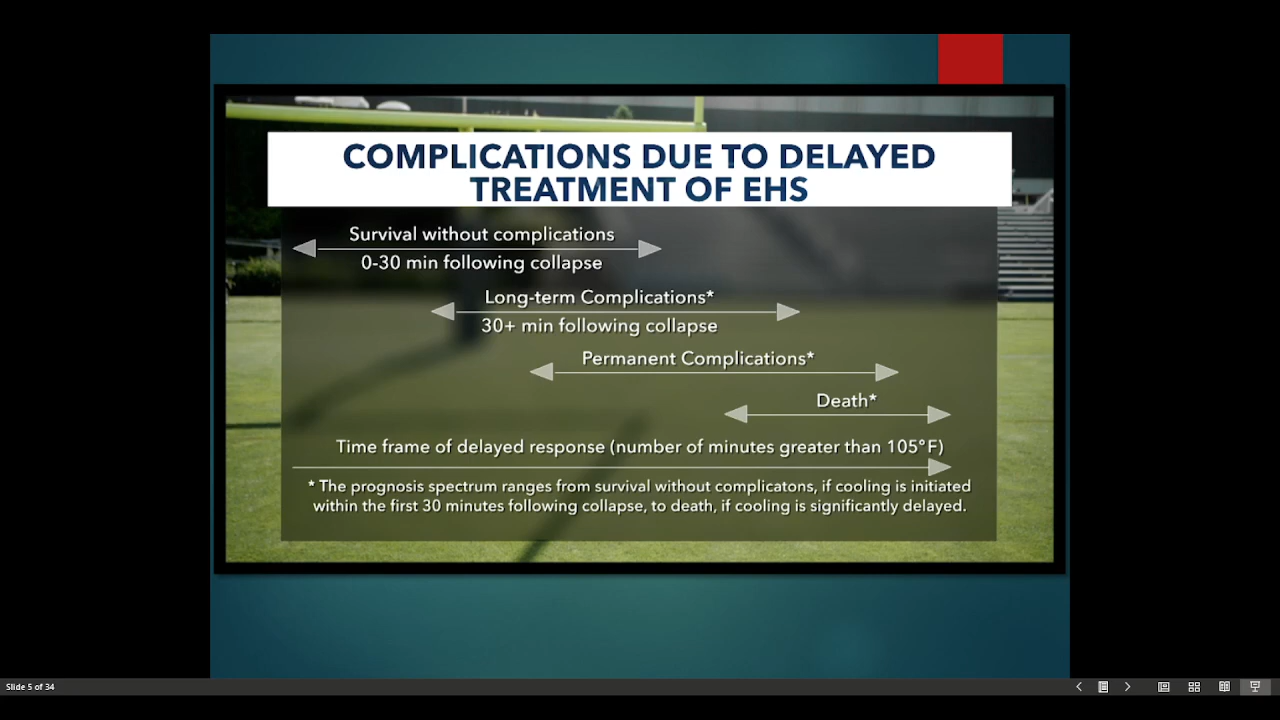 COMPLICATIONS DUE TO DELAYED
TREATMENT OF EHS
Survival without complications
0-30 min following collapse
Long-term Complications*
30+ min following collapse
Permanent Complications*
Death*
Time frame of delayed response (number of minutes greater than 105°F)
* The prognosis spectrum ranges from survival without complicatons, if cooling is initiated
within the first 30 minutes following collapse, to death, if cooling is significantly delayed.
Slide 5 of 34